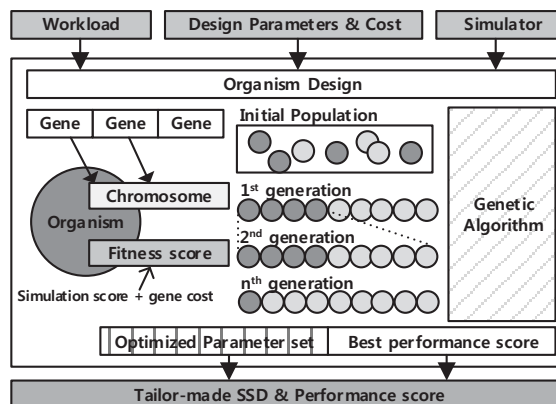 Workload
Design Parameters & Cost
Simulator
Organism Design
Gene Gene Gene
Initial Population
Chromosome
Organism
Fitness score
Simulation score + gene cost
1st generation
2nd generation
nth generation
Genetic
Algorithm
Optimized Parameter set
Best performance score
Tailor-made SSD & Performance score